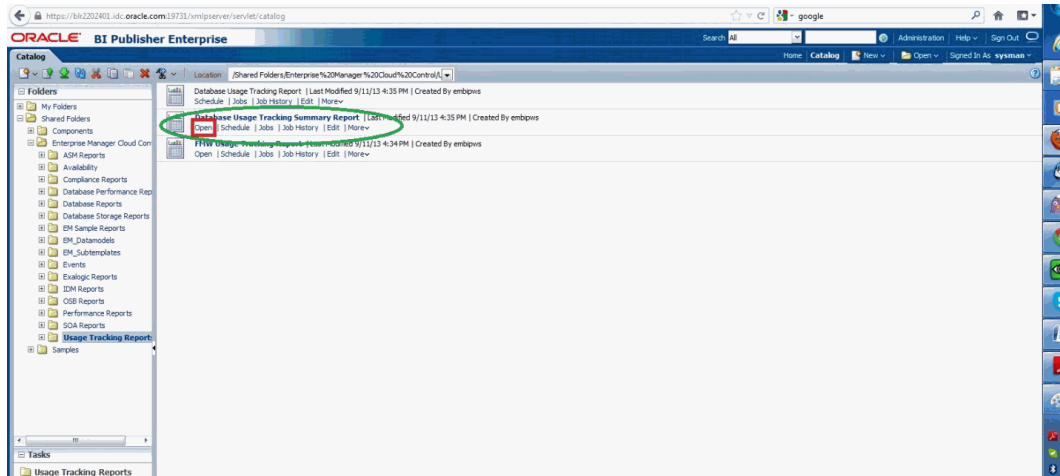 https://blr2202401.idc.oracle.com:19731/xmlpserver/servlet/catalog
google
ORACLE BI Publisher Enterprise
Search All
Administration Help Sign Out
Catalog
Home Catalog New Open Signed In As sysman
Location /Shared Folders/Enterprise%20Manager%20Cloud%20Control/
Folders
My Folders
Shared Folders
Components
Enterprise Manager Cloud Con
ASM Reports
Availability
Compliance Reports
Database Performance Rep
Database Reports
Database Storage Reports
EM Sample Reports
EM_Datamodels
EM_Subtemplates
Events
Exalogic Reports
IDM Reports
OSB Reports
Performance Reports
SOA Reports
Usage Tracking Reports
Samples
Database Usage Tracking Report | Last Modified 9/11/13 4:35 PM | Created By embipws
Schedule | Jobs | Job History | Edit | More
Database Usage Tracking Summary Report | Last Modified 9/11/13 4:35 PM | Created By embipws
Open | Schedule | Jobs | Job History | Edit | More
FMW Usage Tracking Report | Last Modified 9/11/13 4:34 PM | Created By embipws
Open | Schedule | Jobs | Job History | Edit | More
Tasks
Usage Tracking Reports